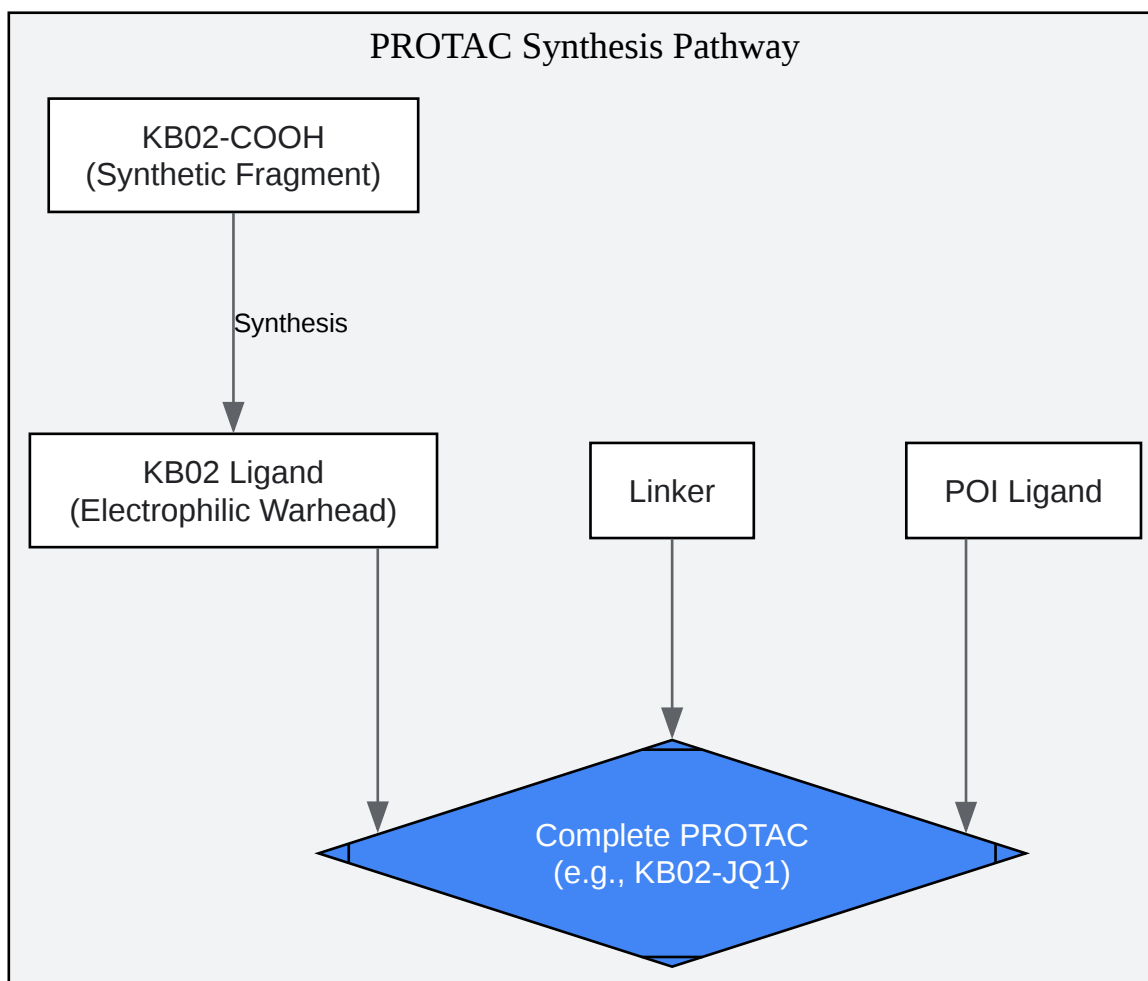 PROTAC Synthesis Pathway
KB02-COOH
(Synthetic Fragment)
Synthesis
KB02 Ligand
(Electrophilic Warhead)
Linker
POI Ligand
Complete PROTAC
(e.g., KB02-JQ1)